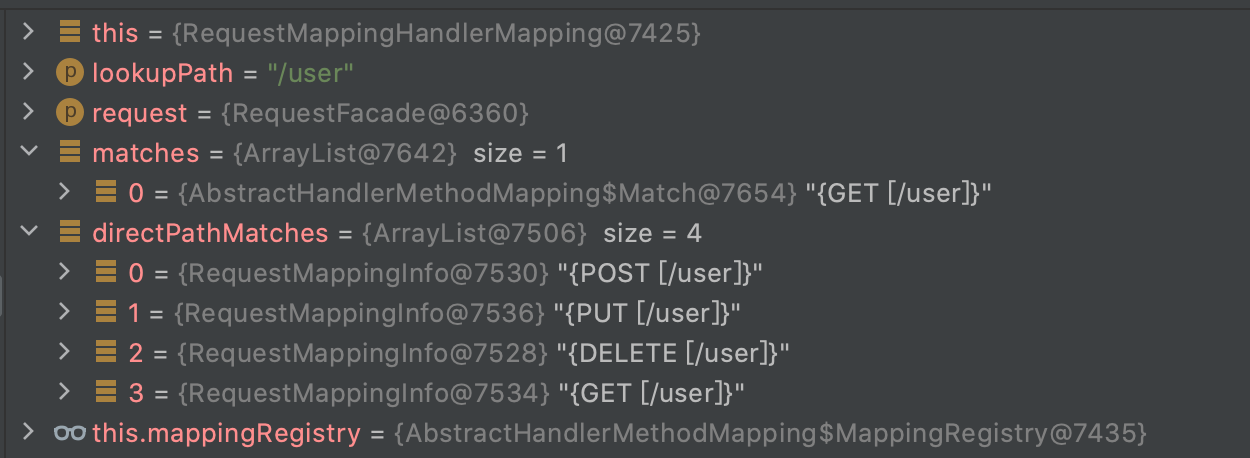 this = {RequestMappingHandlerMapping@7425}
p lookupPath = "/user"
p request = {RequestFacade@6360}
matches = {ArrayList@7642} size = 1
0 = {AbstractHandlerMethodMapping$Match@7654} "{GET [/user]}"
directPathMatches = {ArrayList@7506} size = 4
0 = {RequestMappingInfo@7530} "{POST [/user]}"
1 = {RequestMappingInfo@7536} "{PUT [/user]}"
2 = {RequestMappingInfo@7528} "{DELETE [/user]}"
3 = {RequestMappingInfo@7534} "{GET [/user]}"
this.mappingRegistry = {AbstractHandlerMethodMapping$MappingRegistry@7435}